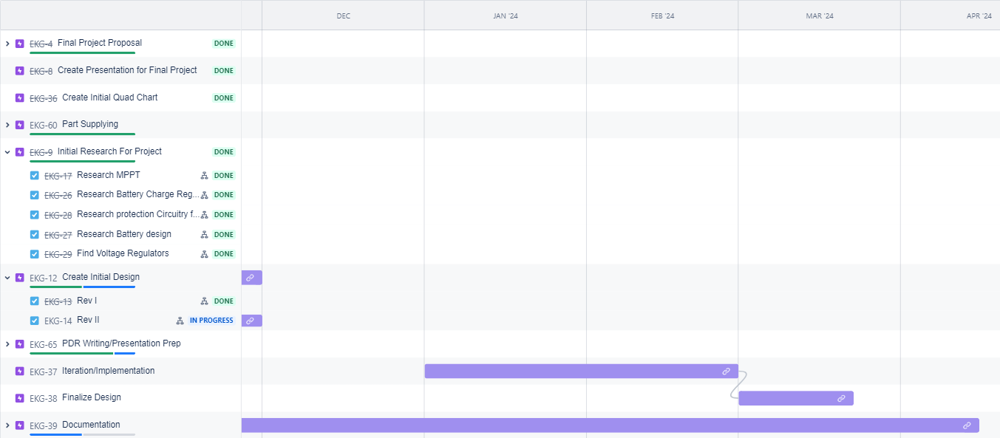 DEC JAN '24 FEB '24 MAR '24 APR '24
EKG-4 Final Project Proposal DONE
EKG-8 Create Presentation for Final Project DONE
EKG-36 Create Initial Quad Chart DONE
EKG-60 Part Supplying
EKG-9 Initial Research For Project DONE
EKG-17 Research MPPT DONE
EKG-26 Research Battery Charge Reg... DONE
EKG-28 Research protection Circuitry f... DONE
EKG-27 Research Battery design DONE
EKG-29 Find Voltage Regulators DONE
EKG-12 Create Initial Design
EKG-13 Rev I DONE
EKG-14 Rev II IN PROGRESS
EKG-65 PDR Writing/Presentation Prep
EKG-37 Iteration/Implementation
EKG-38 Finalize Design
EKG-39 Documentation